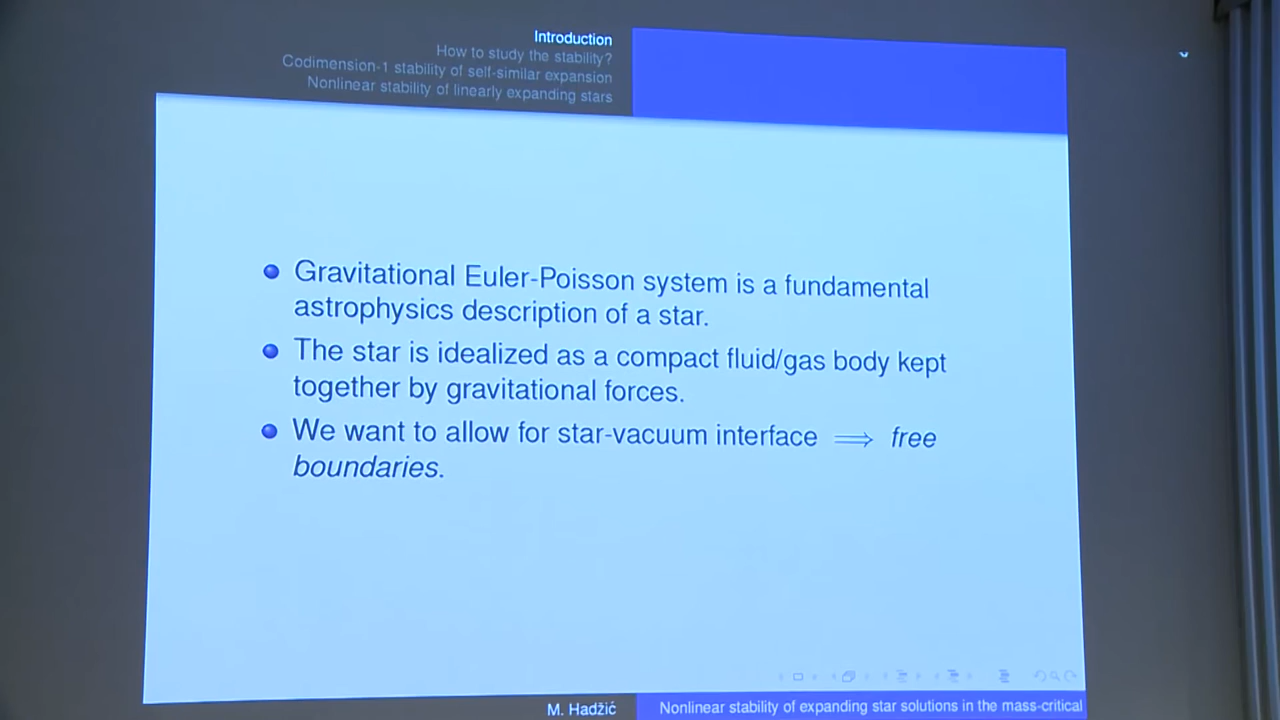 Introduction
How to study the stability?
Codimension-1 stability of self-similar expansion
Nonlinear stability of linearly expanding stars
Gravitational Euler-Poisson system is a fundamental
astrophysics description of a star.
The star is idealized as a compact fluid/gas body kept
together by gravitational forces.
We want to allow for star-vacuum interface ⟹ free
boundaries.
M. Hadžić
Nonlinear stability of expanding star solutions in the mass-critical